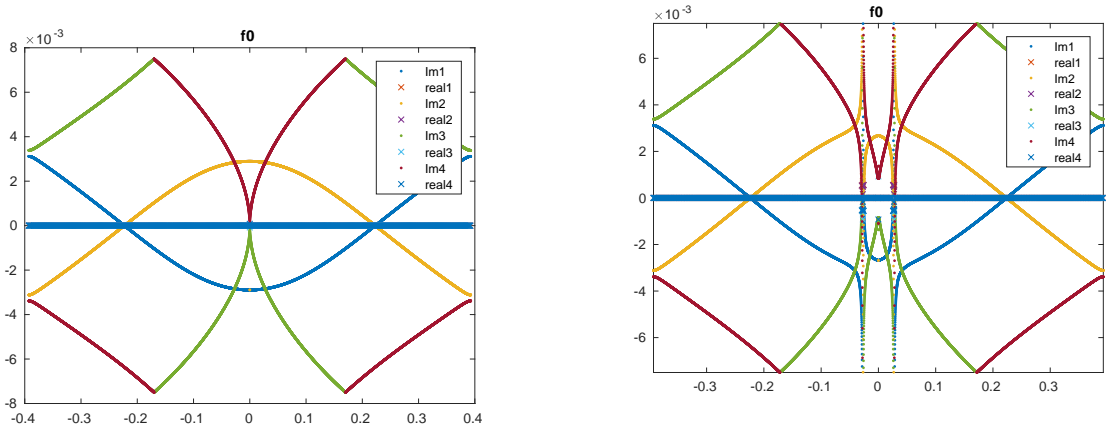 ×10⁻³
f0
8
6
4
2
0
-2
-4
-6
-8
-0.4 -0.3 -0.2 -0.1 0 0.1 0.2 0.3 0.4
Im1
real1
Im2
real2
Im3
real3
Im4
real4
×10⁻³
f0
6
4
2
0
-2
-4
-6
-0.3 -0.2 -0.1 0 0.1 0.2 0.3
Im1
real1
Im2
real2
Im3
real3
Im4
real4